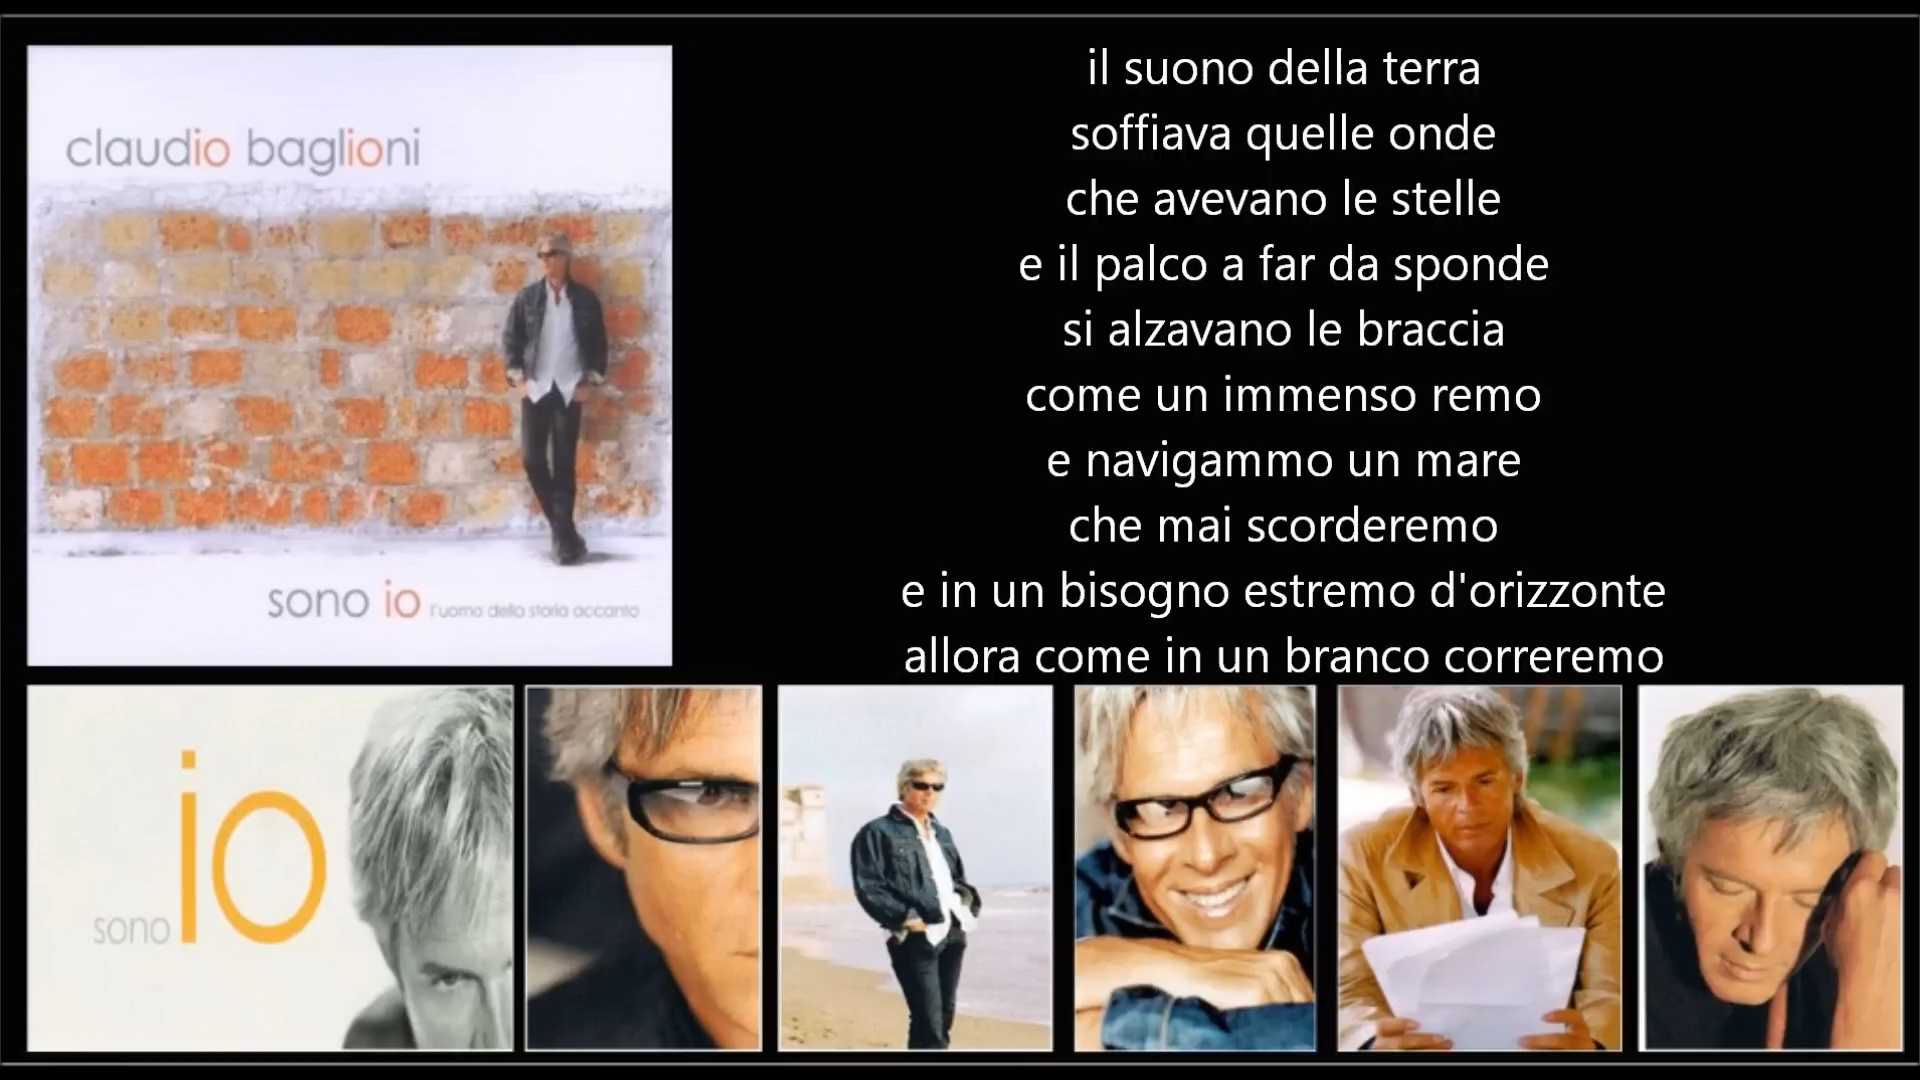 claudio baglioni
sono io l'uomo della storia accanto
il suono della terra
soffiava quelle onde
che avevano le stelle
e il palco a far da sponde
si alzavano le braccia
come un immenso remo
e navigammo un mare
che mai scorderemo
e in un bisogno estremo d'orizzonte
allora come in un branco correremo
sono io